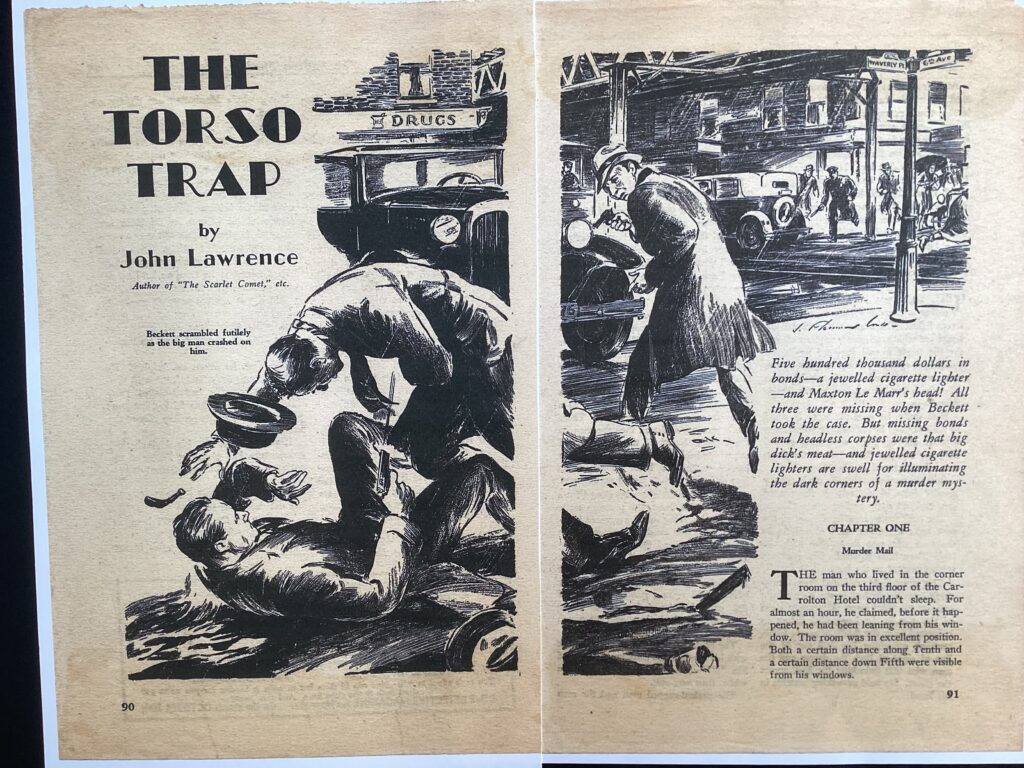 THE
TORSO
TRAP
by
John Lawrence
Author of "The Scarlet Comet," etc.
Beckett scrambled futilely
as the big man crashed on
him.
DRUGS
90
WAVERLY Pl
6th AVE
Five hundred thousand dollars in
bonds—a jewelled cigarette lighter
—and Maxton Le Marr's head! All
three were missing when Beckett
took the case. But missing bonds
and headless corpses were that big
dick's meat—and jewelled cigarette
lighters are swell for illuminating
the dark corners of a murder mys-
tery.
CHAPTER ONE
Murder Mail
THE man who lived in the corner
room on the third floor of the Car-
rolton Hotel couldn't sleep. For
almost an hour, he claimed, before it hap-
pened, he had been leaning from his win-
dow. The room was in excellent position.
Both a certain distance along Tenth and
a certain distance down Fifth were visible
from his windows.
91